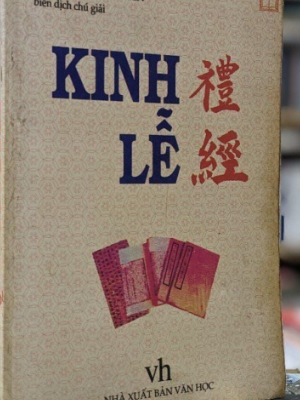 biên dịch chú giải
KINH 禮
LỄ 經
vh
NHÀ XUẤT BẢN VĂN HỌC